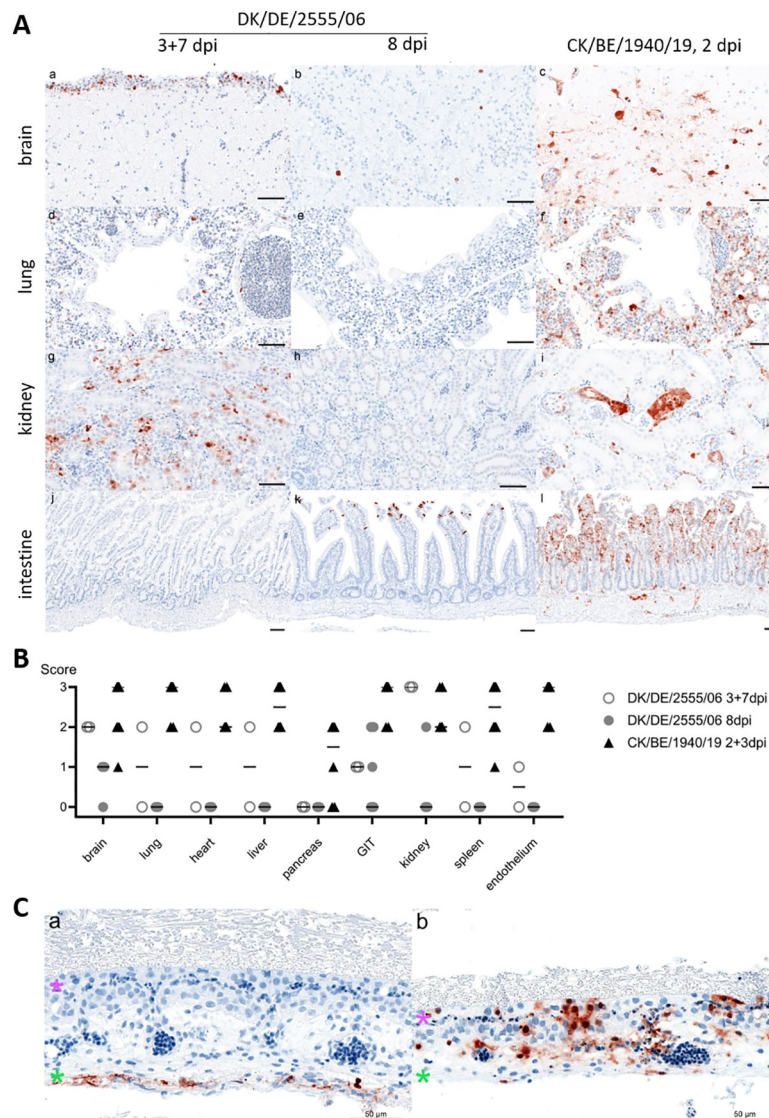 A
DK/DE/2555/06
3+7 dpi
8 dpi
CK/BE/1940/19, 2 dpi
brain
a
b
c
lung
d
e
f
kidney
g
h
i
intestine
j
k
l
B
Score
3
2
1
0
brain
lung
heart
liver
pancreas
GIT
kidney
spleen
endothelium
DK/DE/2555/06 3+7dpi
DK/DE/2555/06 8dpi
CK/BE/1940/19 2+3dpi
C
a
*
*
50 µm
b
*
*
50 µm